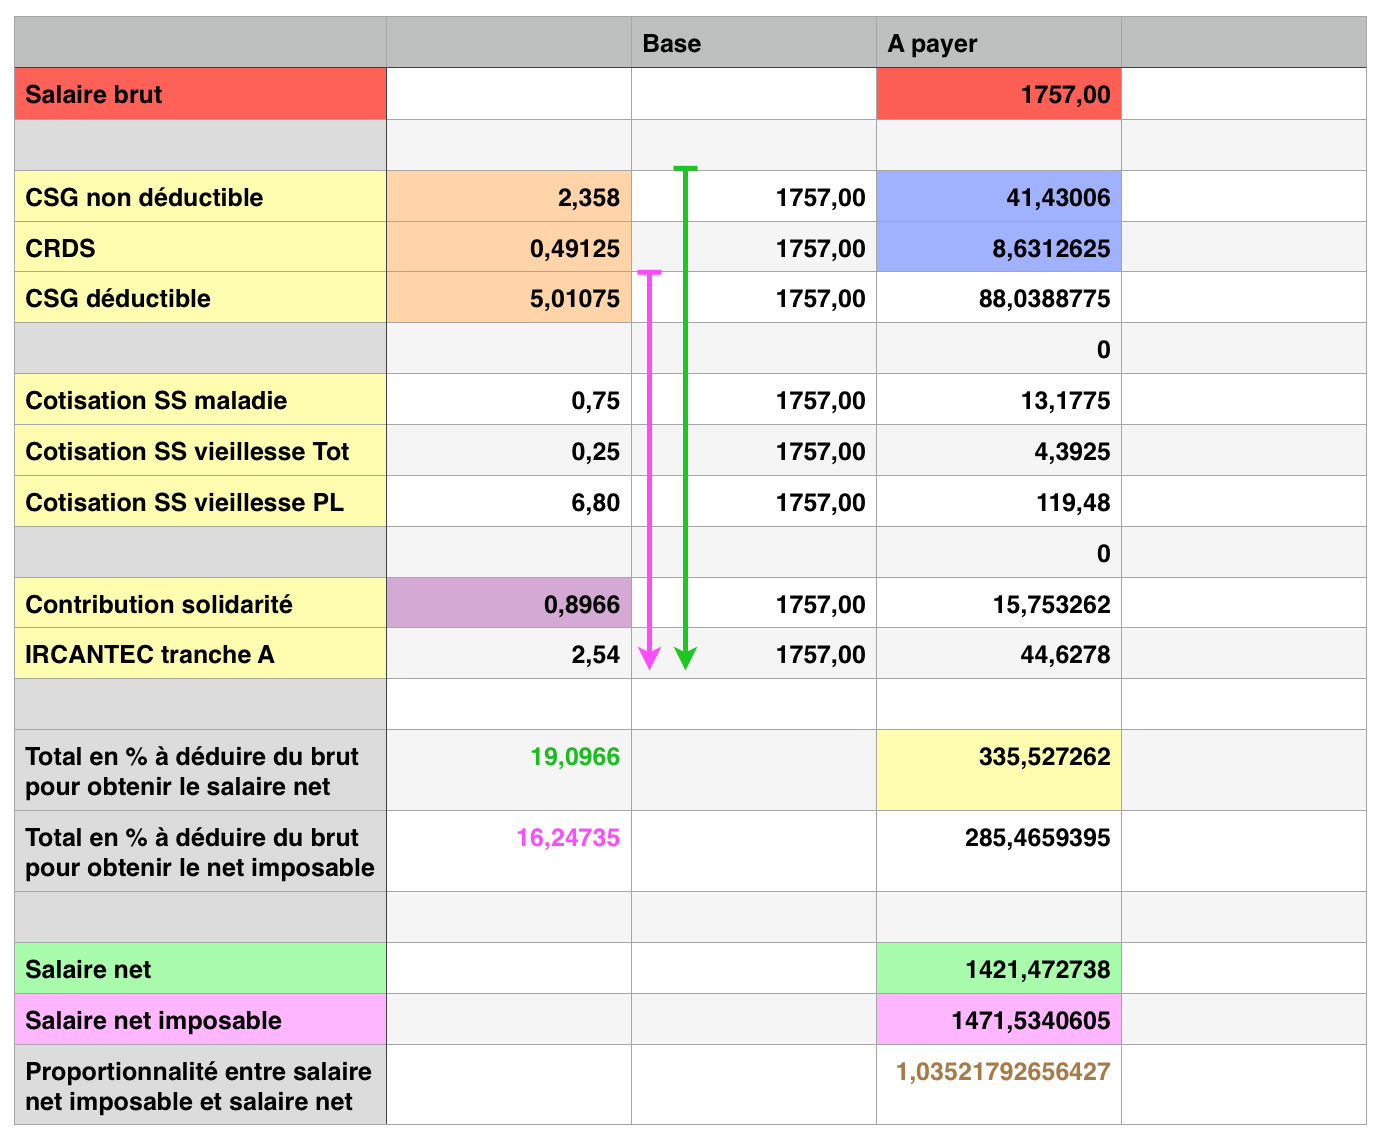 Base A payer
Salaire brut 1757,00
CSG non déductible 2,358 1757,00 41,43006
CRDS 0,49125 1757,00 8,6312625
CSG déductible 5,01075 1757,00 88,0388775
0
Cotisation SS maladie 0,75 1757,00 13,1775
Cotisation SS vieillesse Tot 0,25 1757,00 4,3925
Cotisation SS vieillesse PL 6,80 1757,00 119,48
0
Contribution solidarité 0,8966 1757,00 15,753262
IRCANTEC tranche A 2,54 1757,00 44,6278
Total en % à déduire du brut 19,0966 335,527262
pour obtenir le salaire net
Total en % à déduire du brut 16,24735 285,4659395
pour obtenir le net imposable
Salaire net 1421,472738
Salaire net imposable 1471,5340605
Proportionnalité entre salaire 1,03521792656427
net imposable et salaire net